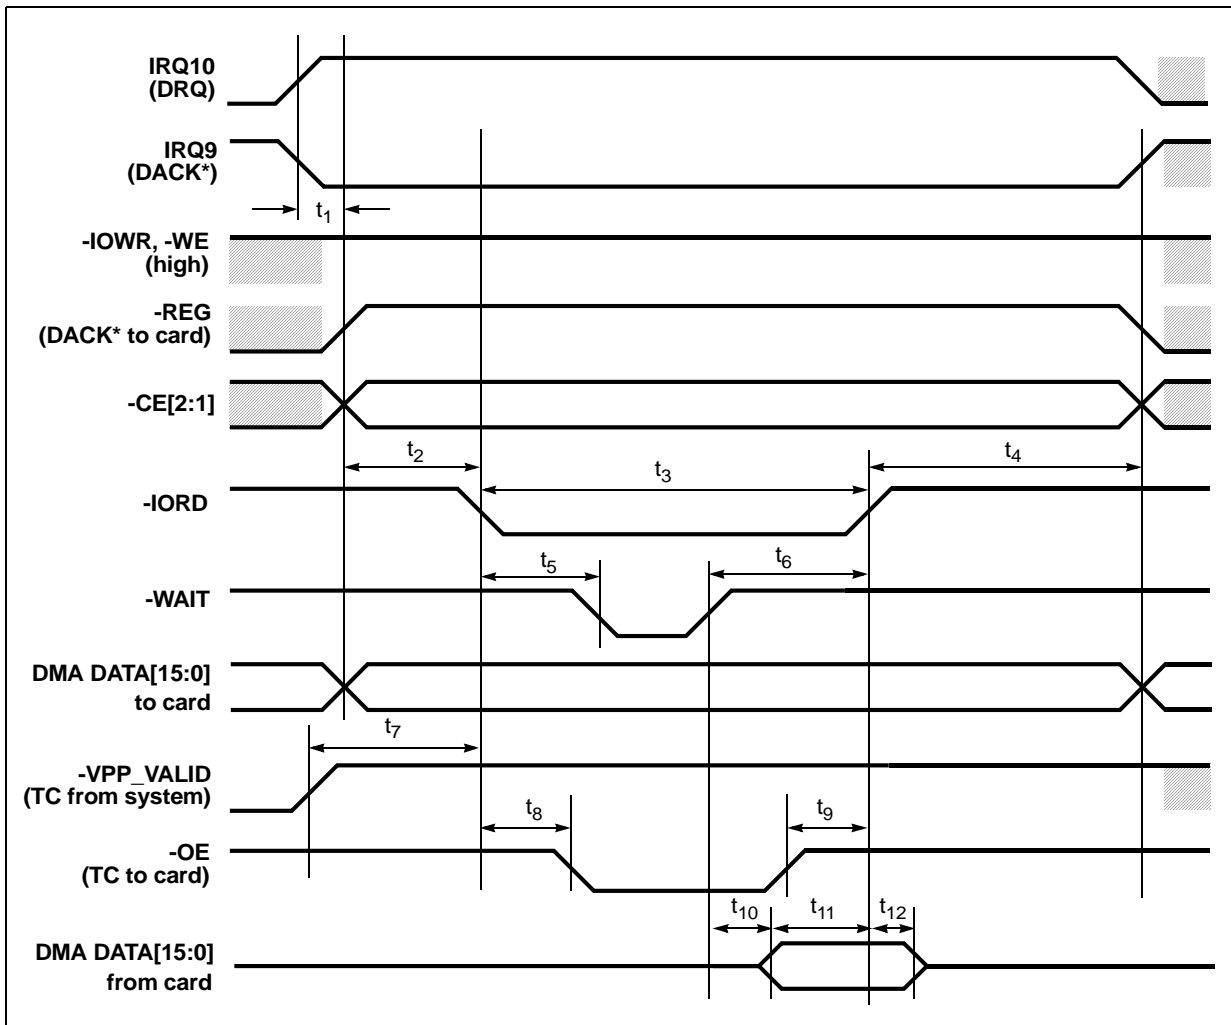 IRQ10
(DRQ)
IRQ9
(DACK*)
t1
-IOWR, -WE
(high)
-REG
(DACK* to card)
-CE[2:1]
t2
t3
t4
-IORD
t5
t6
-WAIT
DMA DATA[15:0]
to card
t7
-VPP_VALID
(TC from system)
t8
t9
-OE
(TC to card)
t10
t11
t12
DMA DATA[15:0]
from card